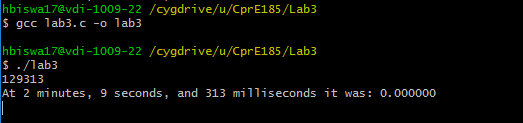 hbiswa17@vdi-1009-22 /cygdrive/u/CprE185/Lab3
$ gcc lab3.c -o lab3
hbiswa17@vdi-1009-22 /cygdrive/u/CprE185/Lab3
$ ./lab3
129313
At 2 minutes, 9 seconds, and 313 milliseconds it was: 0.000000